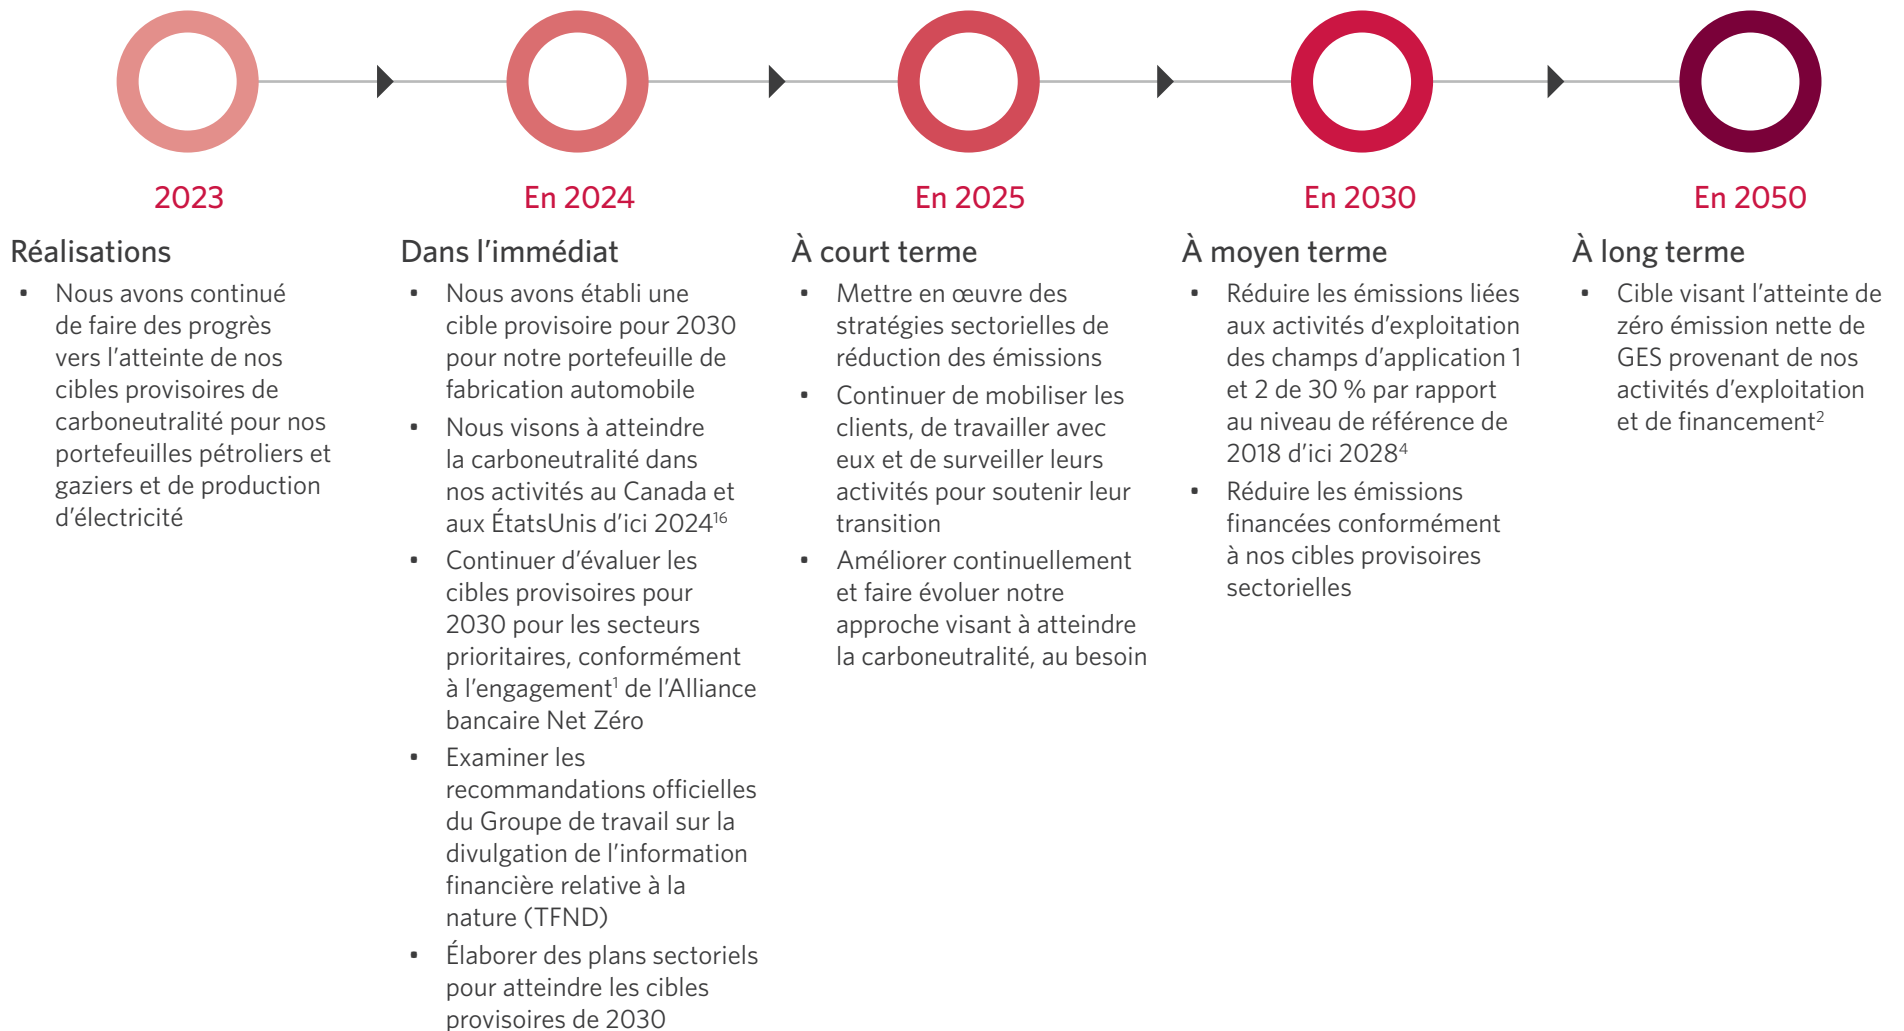 2023
Réalisations
• Nous avons continué
de faire des progrès
vers l'atteinte de nos
cibles provisoires de
carboneutralité pour nos
portefeuilles pétroliers et
gaziers et de production
d'électricité
En 2024
Dans l'immédiat
• Nous avons établi une
cible provisoire pour 2030
pour notre portefeuille de
fabrication automobile
• Nous visons à atteindre
la carboneutralité dans
nos activités au Canada et
aux ÉtatsUnis d'ici 2024¹⁶
• Continuer d'évaluer les
cibles provisoires pour
2030 pour les secteurs
prioritaires, conformément
à l'engagement¹ de l'Alliance
bancaire Net Zéro
• Examiner les
recommandations officielles
du Groupe de travail sur la
divulgation de l'information
financière relative à la
nature (TFND)
• Élaborer des plans sectoriels
pour atteindre les cibles
provisoires de 2030
En 2025
À court terme
• Mettre en œuvre des
stratégies sectorielles de
réduction des émissions
• Continuer de mobiliser les
clients, de travailler avec
eux et de surveiller leurs
activités pour soutenir leur
transition
• Améliorer continuellement
et faire évoluer notre
approche visant à atteindre
la carboneutralité, au besoin
En 2030
À moyen terme
• Réduire les émissions liées
aux activités d'exploitation
des champs d'application 1
et 2 de 30 % par rapport
au niveau de référence de
2018 d'ici 2028⁴
• Réduire les émissions
financées conformément
à nos cibles provisoires
sectorielles
En 2050
À long terme
• Cible visant l'atteinte de
zéro émission nette de
GES provenant de nos
activités d'exploitation
et de financement²